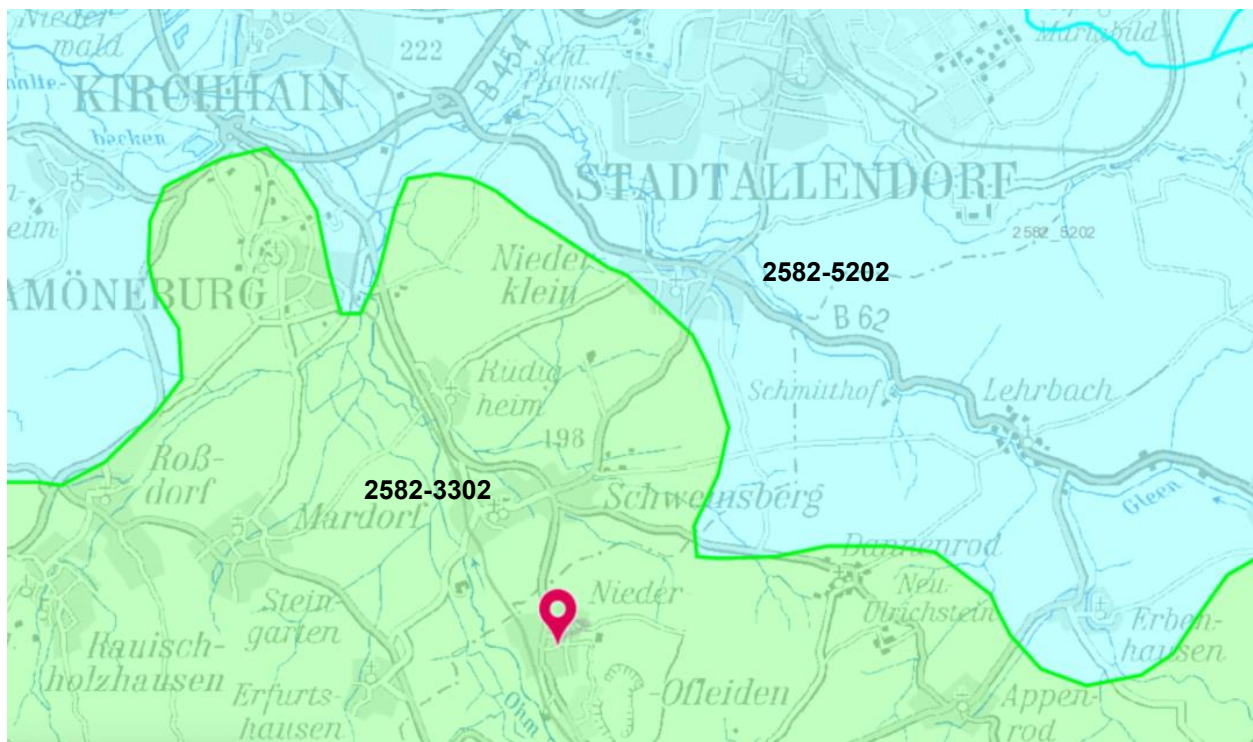 Nieder
wald
222
B 454
KIRCHHAIN
becken
STADTALLENDORF
2582_5202
AMÖNEBURG
Nieder
klein
2582-5202
B 62
Rüdig
heim
Schmitthof
Lehrbach
198
Roß-
dorf
2582-3302
Mardorf
Schweinsberg
Gleen
Dannenrod
Neu-
Ulrichstein
Stein-
garten
Nieder
Erben-
hausen
Rauisch-
holzhausen
Erfurts-
hausen
Ohm
-Ofleiden
Appen-
rod